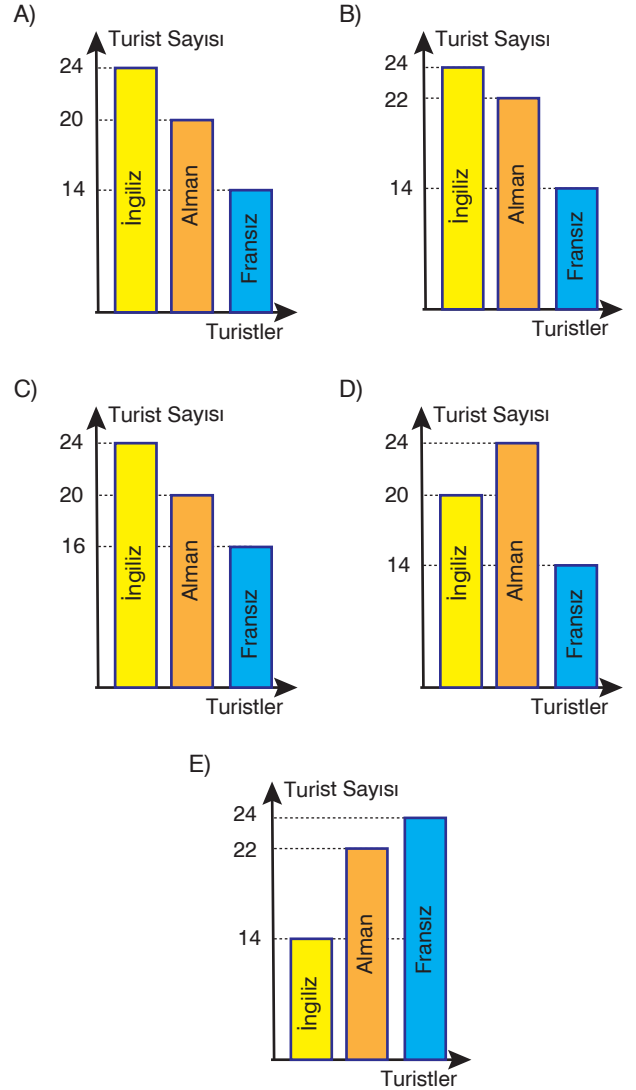 A)
Turist Sayısı
24
20
14
İngiliz
Alman
Fransız
Turistler
B)
Turist Sayısı
24
22
14
İngiliz
Alman
Fransız
Turistler
C)
Turist Sayısı
24
20
16
İngiliz
Alman
Fransız
Turistler
D)
Turist Sayısı
24
20
14
İngiliz
Alman
Fransız
Turistler
E)
Turist Sayısı
24
22
14
İngiliz
Alman
Fransız
Turistler